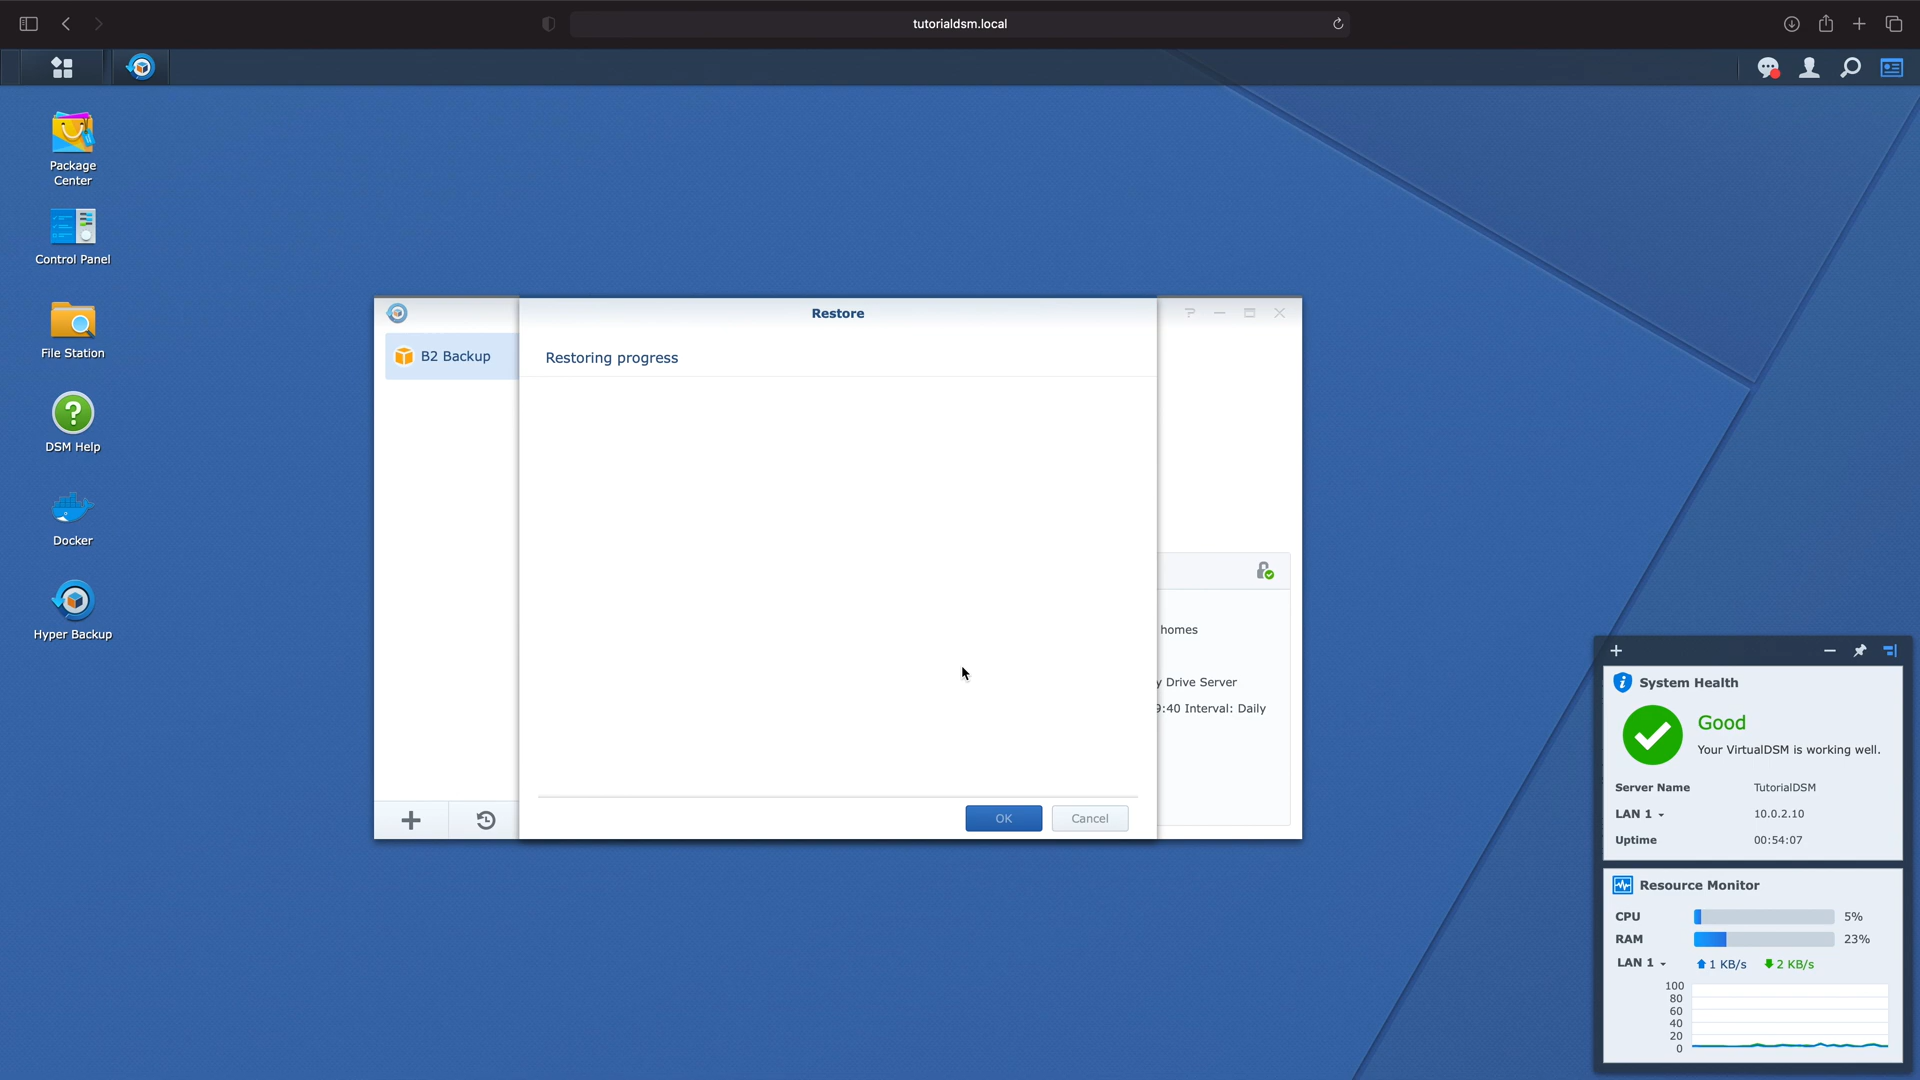 tutorialdsm.local
Package
Center
Control Panel
File Station
DSM Help
Docker
Hyper Backup
Restore
B2 Backup
Restoring progress
homes
y Drive Server
9:40 Interval: Daily
OK
Cancel
System Health
Good
Your VirtualDSM is working well.
Server Name TutorialDSM
LAN 1 10.0.2.10
Uptime 00:54:07
Resource Monitor
CPU 5%
RAM 23%
LAN 1 1 KB/s 2 KB/s
100
80
60
40
20
0